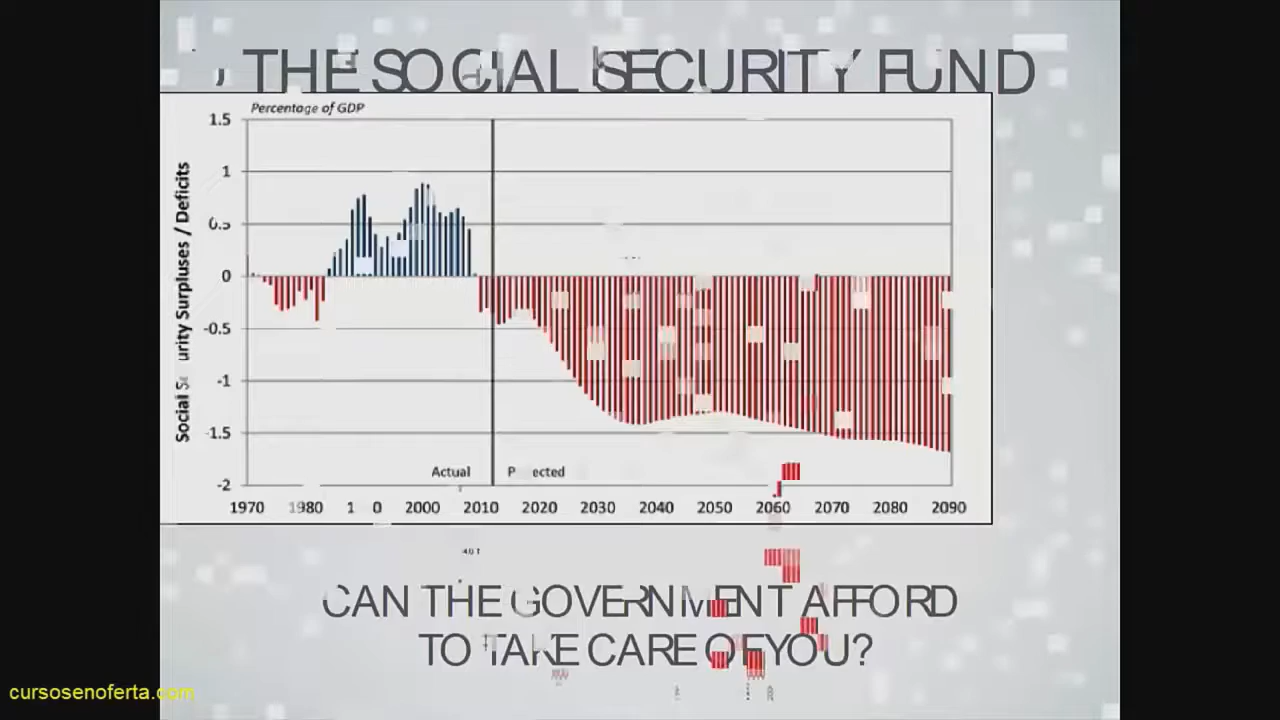 THE SOCIAL SECURITY FUND
Percentage of GDP
Social Security Surpluses / Deficits
1.5
1
0.5
0
-0.5
-1
-1.5
-2
Actual
1970 1980 2000 2010 2020 2030 2040 2050 2060 2070 2080 2090
CAN THE GOVERNMENT AFFORD
TO TAKE CARE OF YOU?
cursosenoferta.com